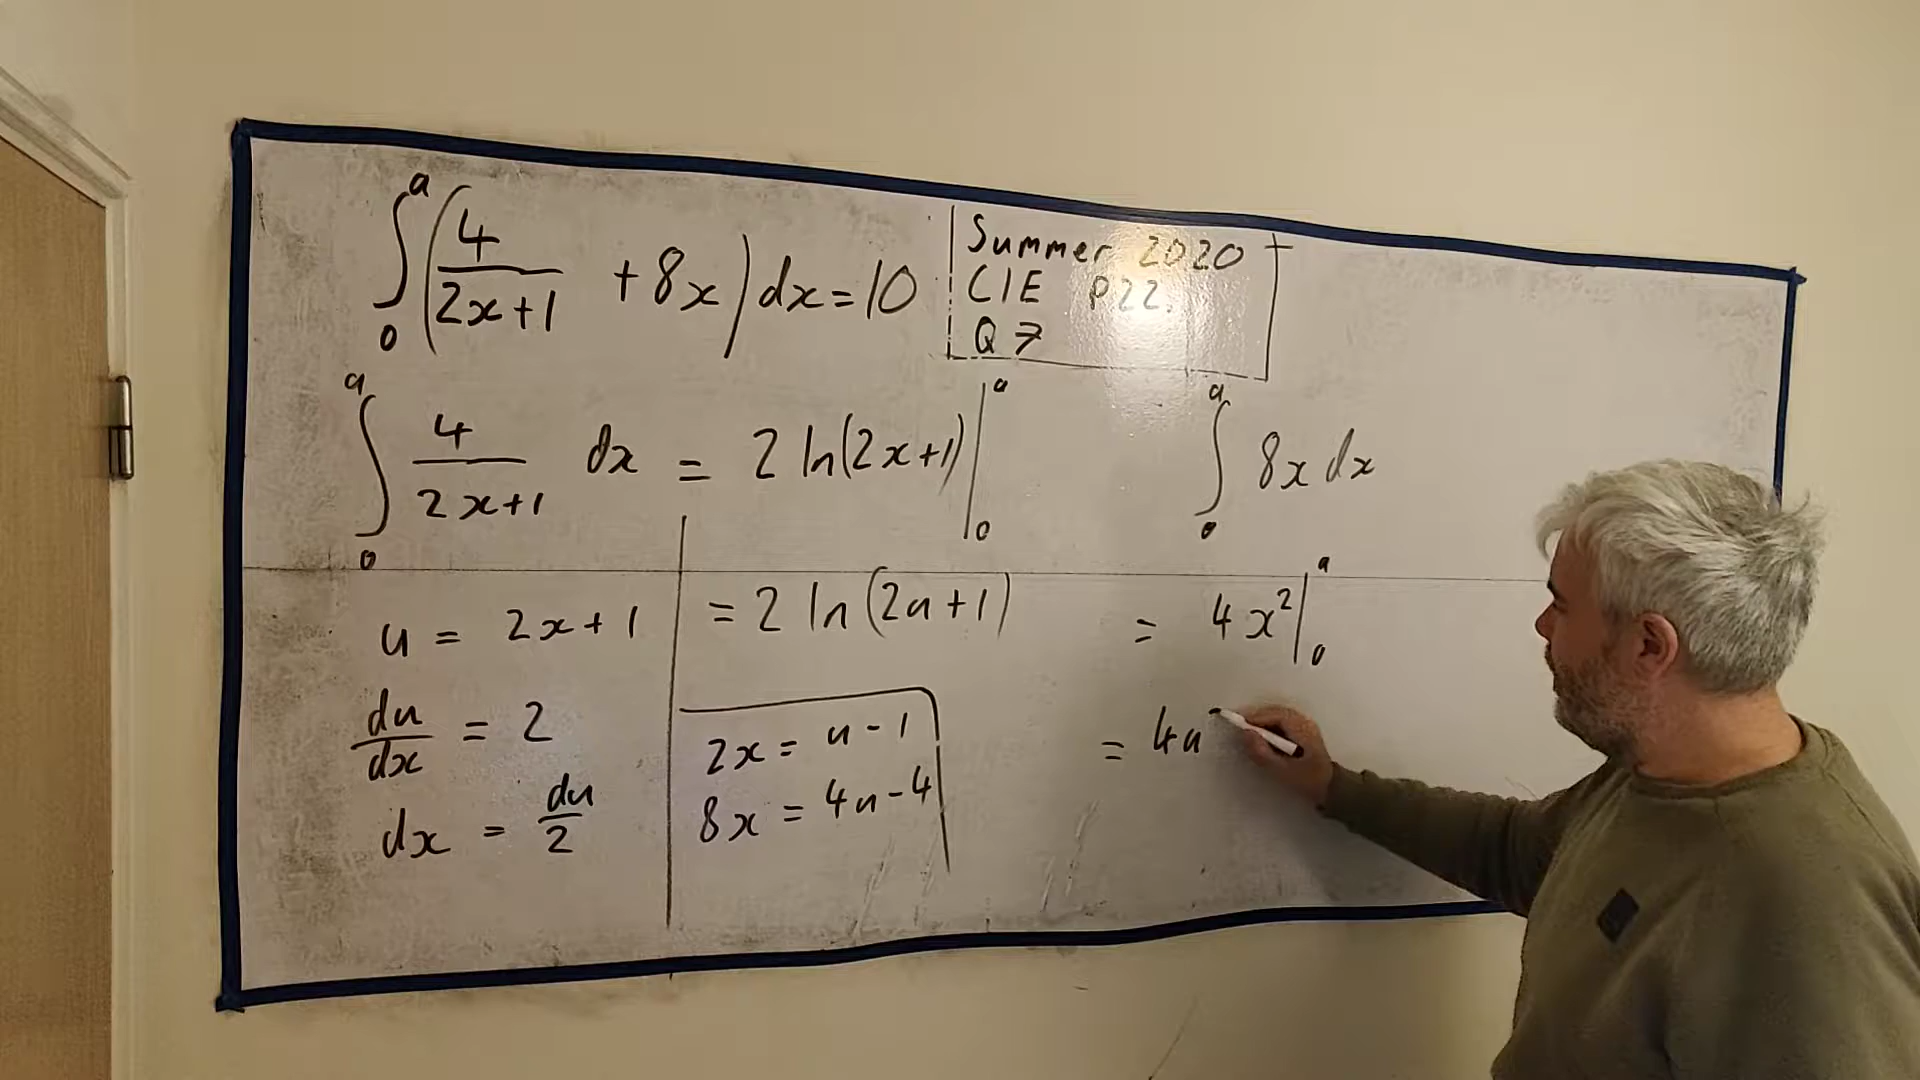 ∫₀ᵃ (4/(2x+1) + 8x) dx = 10
Summer 2020
CIE P22.
Q7
∫₀ᵃ 4/(2x+1) dx = 2 ln(2x+1) |₀ᵃ
= 2 ln(2a+1)
u = 2x+1
du/dx = 2
dx = du/2
2x = u-1
8x = 4u-4
∫₀ᵃ 8x dx
= 4x² |₀ᵃ
= 4a